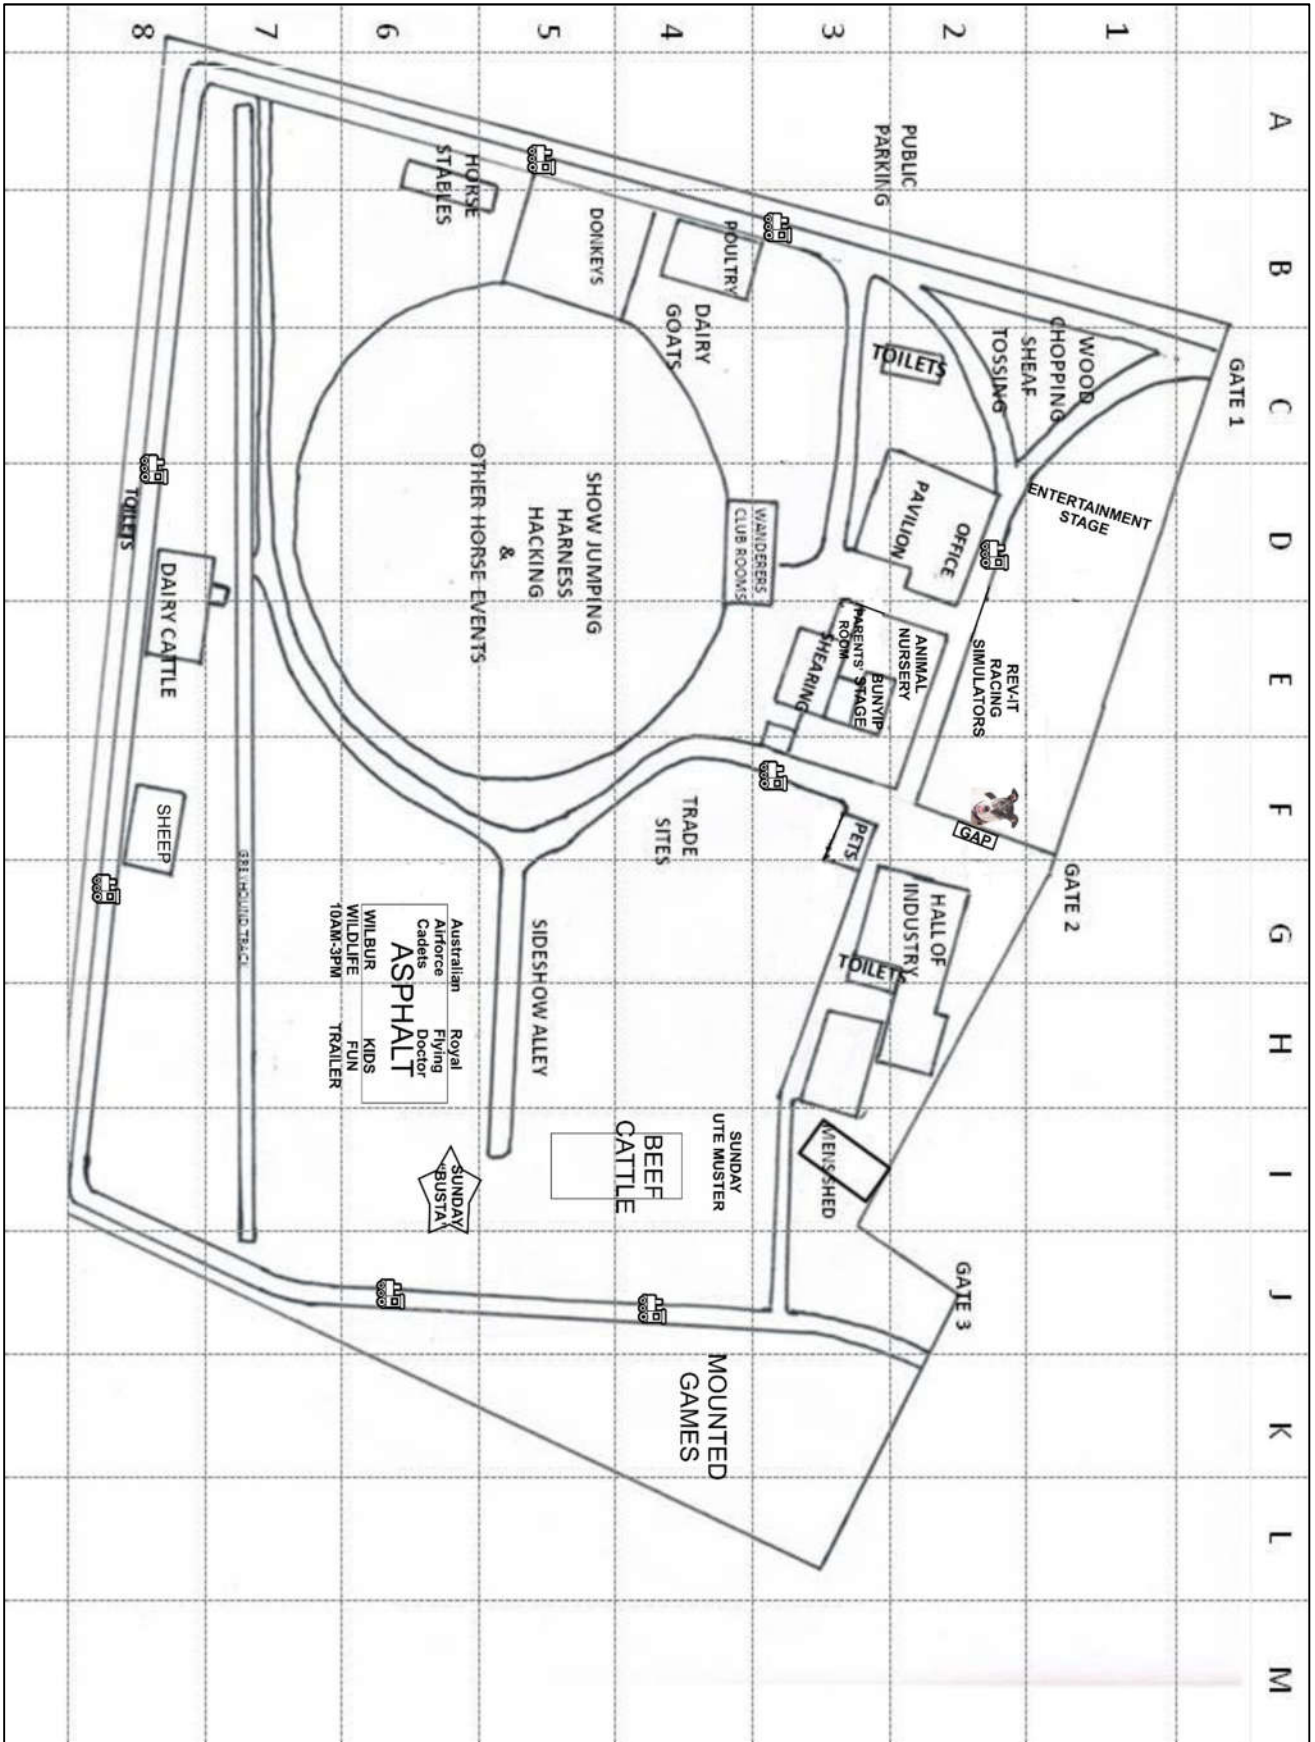 A
B
C
D
E
F
G
H
I
J
K
L
M
1
2
3
4
5
6
7
8
PUBLIC
PARKING
GATE 1
WOOD
CHOPPING
SHEAF
TOSSING
TOILETS
ENTERTAINMENT
STAGE
OFFICE
PAVILION
POULTRY
DAIRY
GOATS
DONKEYS
HORSE
STABLES
WANDERERS
CLUB ROOMS
SHOW JUMPING
HARNESS
HACKING
&
OTHER HORSE EVENTS
REV-IT
RACING
SIMULATORS
ANIMAL
NURSERY
BUNYIP
STAGE
PARENTS'
ROOM
SHEARING
GAP
GATE 2
PETS
TRADE
SITES
HALL OF
INDUSTRY
TOILETS
SIDESHOW ALLEY
MENSSHED
GATE 3
SUNDAY
UTE MUSTER
BEEF
CATTLE
SUNDAY
"BUSTA"
Australian
Airforce
Cadets
Royal
Flying
Doctor
ASPHALT
WILBUR
WILDLIFE
10AM-3PM
KIDS
FUN
TRAILER
GREYHOUND TRACK
TOILETS
DAIRY CATTLE
SHEEP
MOUNTED
GAMES